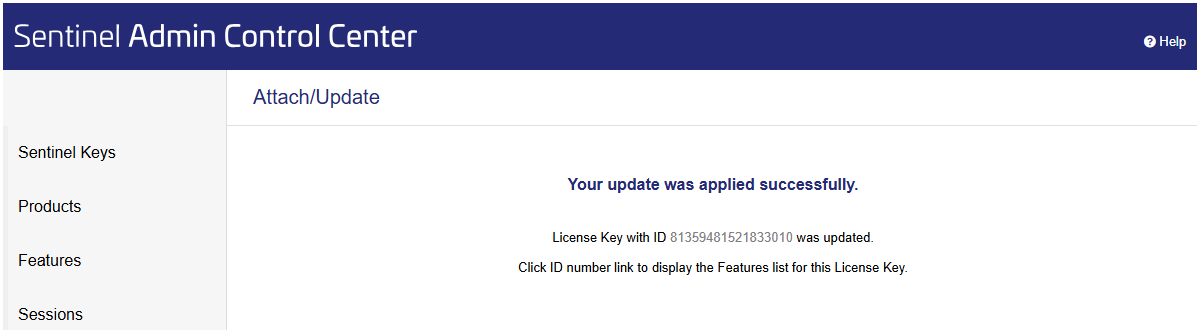 Sentinel Admin Control Center
Help
Attach/Update
Sentinel Keys
Products
Features
Sessions
Your update was applied successfully.
License Key with ID 81359481521833010 was updated.
Click ID number link to display the Features list for this License Key.